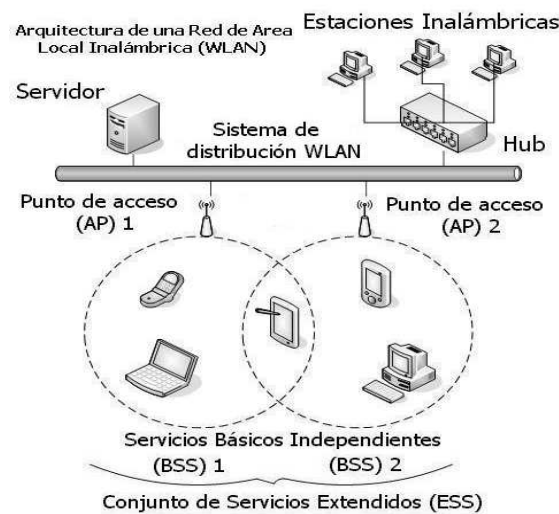 Arquitectura de una Red de Area
Local Inalámbrica (WLAN)
Estaciones Inalámbricas
Servidor
Hub
Sistema de
distribución WLAN
Punto de acceso
(AP) 1
Punto de acceso
(AP) 2
Servicios Básicos Independientes
(BSS) 1 (BSS) 2
Conjunto de Servicios Extendidos (ESS)